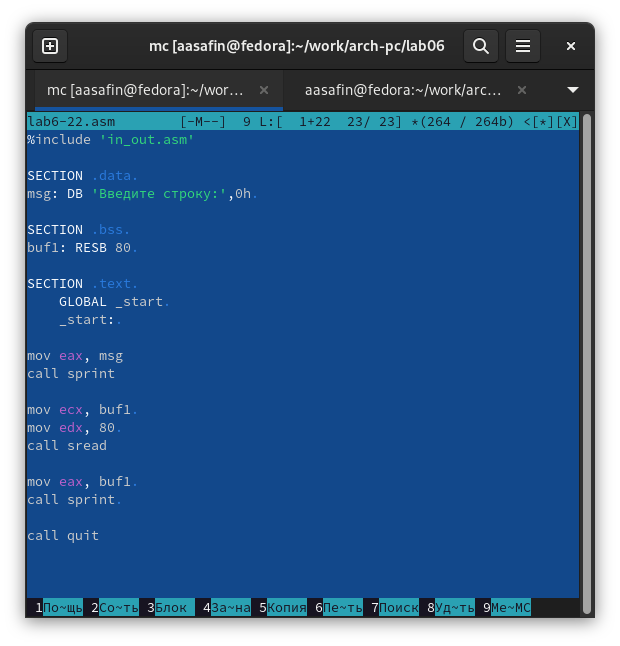 mc [aasafin@fedora]:~/work/arch-pc/lab06
mc [aasafin@fedora]:~/wor... × aasafin@fedora:~/work/arc... ×
lab6-22.asm [-M--] 9 L:[ 1+22 23/ 23] *(264 / 264b) <[*][X]
%include 'in_out.asm'
SECTION .data.
msg: DB 'Введите строку:',0h.
SECTION .bss.
buf1: RESB 80.
SECTION .text.
GLOBAL _start.
_start:.
mov eax, msg
call sprint
mov ecx, buf1.
mov edx, 80.
call sread
mov eax, buf1.
call sprint.
call quit
1По~щь 2Со~ть 3Блок 4За~на 5Копия 6Пе~ть 7Поиск 8Уд~ть 9Ме~МС